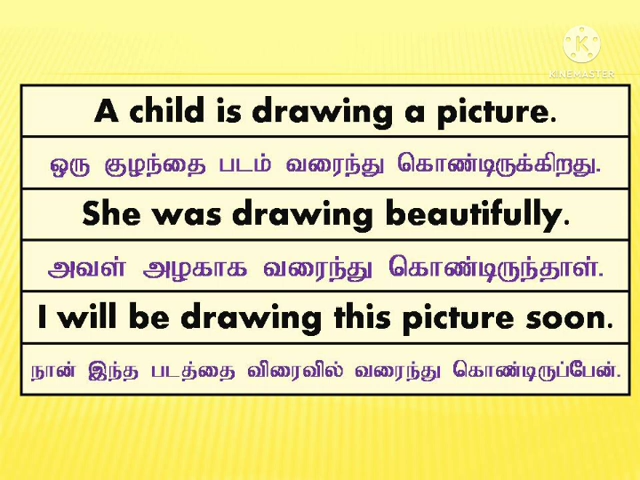 K
KINEMASTER
A child is drawing a picture.
ஒரு குழந்தை படம் வரைந்து கொண்டிருக்கிறது.
She was drawing beautifully.
அவள் அழகாக வரைந்து கொண்டிருந்தாள்.
I will be drawing this picture soon.
நான் இந்த படத்தை விரைவில் வரைந்து கொண்டிருப்பேன்.